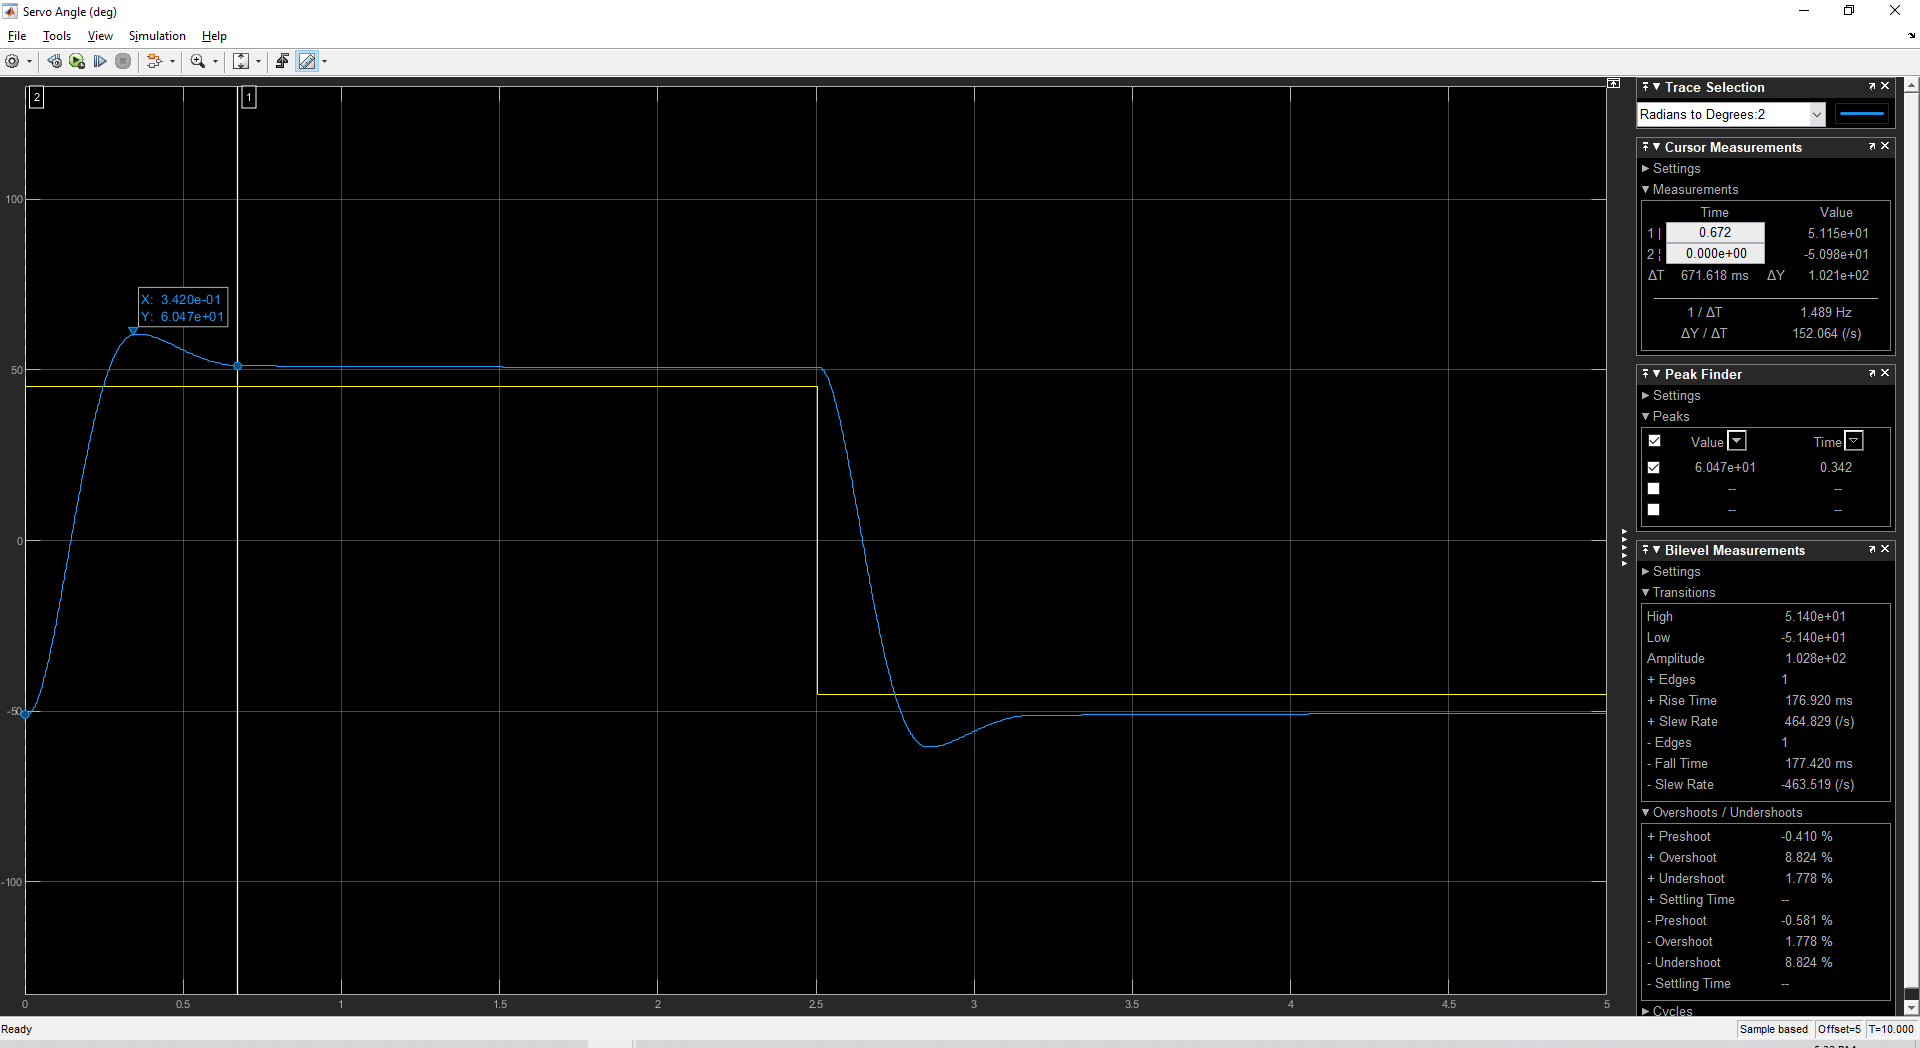 Servo Angle (deg)
File Tools View Simulation Help
2 1
100
50
0
-50
-100
X: 3.420e-01
Y: 6.047e+01
0 0.5 1 1.5 2 2.5 3 3.5 4 4.5 5
Trace Selection
Radians to Degrees:2
Cursor Measurements
Settings
Measurements
Time Value
1 | 0.672 5.115e+01
2 ¦ 0.000e+00 -5.098e+01
ΔT 671.618 ms ΔY 1.021e+02
1 / ΔT 1.489 Hz
ΔY / ΔT 152.064 (/s)
Peak Finder
Settings
Peaks
Value Time
6.047e+01 0.342
-- --
-- --
Bilevel Measurements
Settings
Transitions
High 5.140e+01
Low -5.140e+01
Amplitude 1.028e+02
+ Edges 1
+ Rise Time 176.920 ms
+ Slew Rate 464.829 (/s)
- Edges 1
- Fall Time 177.420 ms
- Slew Rate -463.519 (/s)
Overshoots / Undershoots
+ Preshoot -0.410 %
+ Overshoot 8.824 %
+ Undershoot 1.778 %
+ Settling Time --
- Preshoot -0.581 %
- Overshoot 1.778 %
- Undershoot 8.824 %
- Settling Time --
Cycles
Ready
Sample based Offset=5 T=10.000